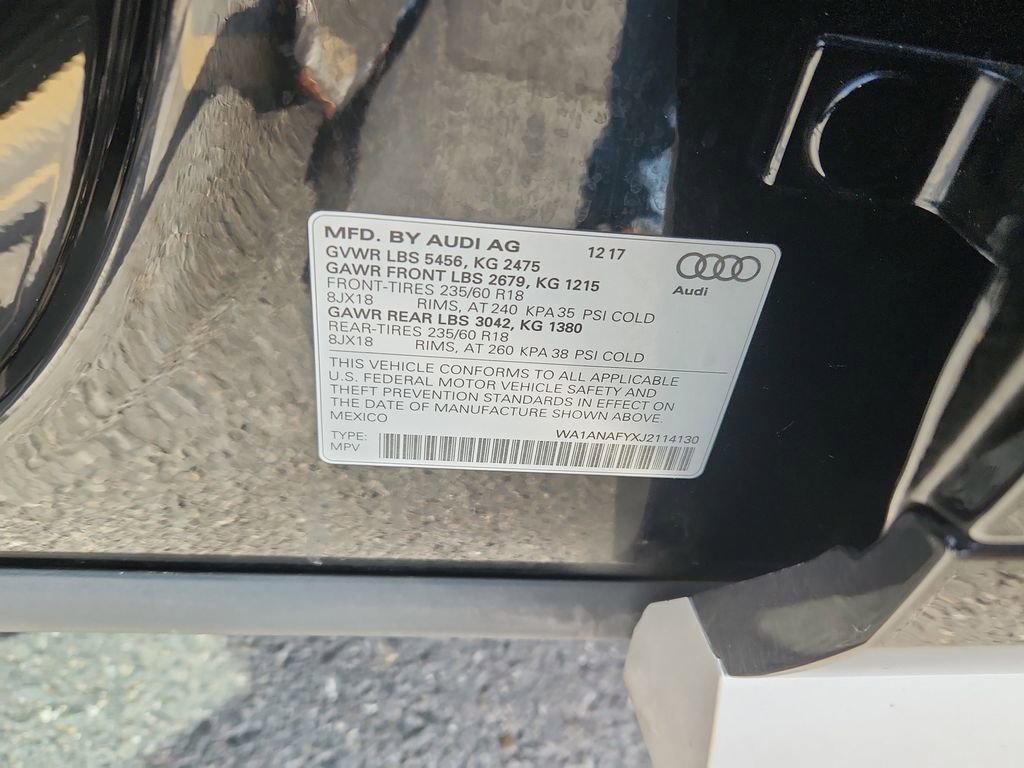 MFD. BY AUDI AG 12 17
GVWR LBS 5456, KG 2475
GAWR FRONT LBS 2679, KG 1215
FRONT-TIRES 235/60 R18
8JX18 RIMS, AT 240 KPA 35 PSI COLD
GAWR REAR LBS 3042, KG 1380
REAR-TIRES 235/60 R18
8JX18 RIMS, AT 260 KPA 38 PSI COLD
Audi
THIS VEHICLE CONFORMS TO ALL APPLICABLE
U.S. FEDERAL MOTOR VEHICLE SAFETY AND
THEFT PREVENTION STANDARDS IN EFFECT ON
THE DATE OF MANUFACTURE SHOWN ABOVE.
MEXICO
WA1ANAFYXJ2114130
TYPE:
MPV